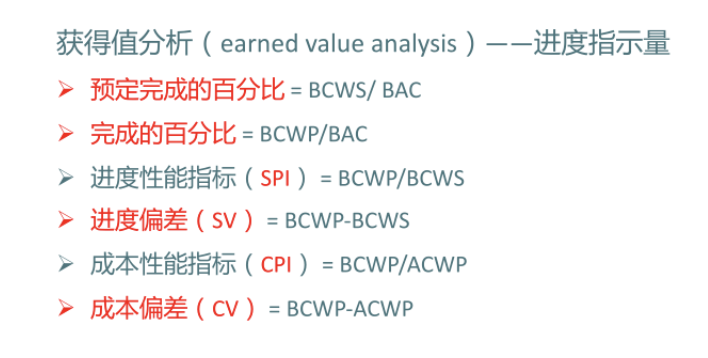 获得值分析（earned value analysis）——进度指示量
➢ 预定完成的百分比 = BCWS/ BAC
➢ 完成的百分比 = BCWP/BAC
➢ 进度性能指标（SPI） = BCWP/BCWS
➢ 进度偏差（SV） = BCWP-BCWS
➢ 成本性能指标（CPI） = BCWP/ACWP
➢ 成本偏差（CV） = BCWP-ACWP